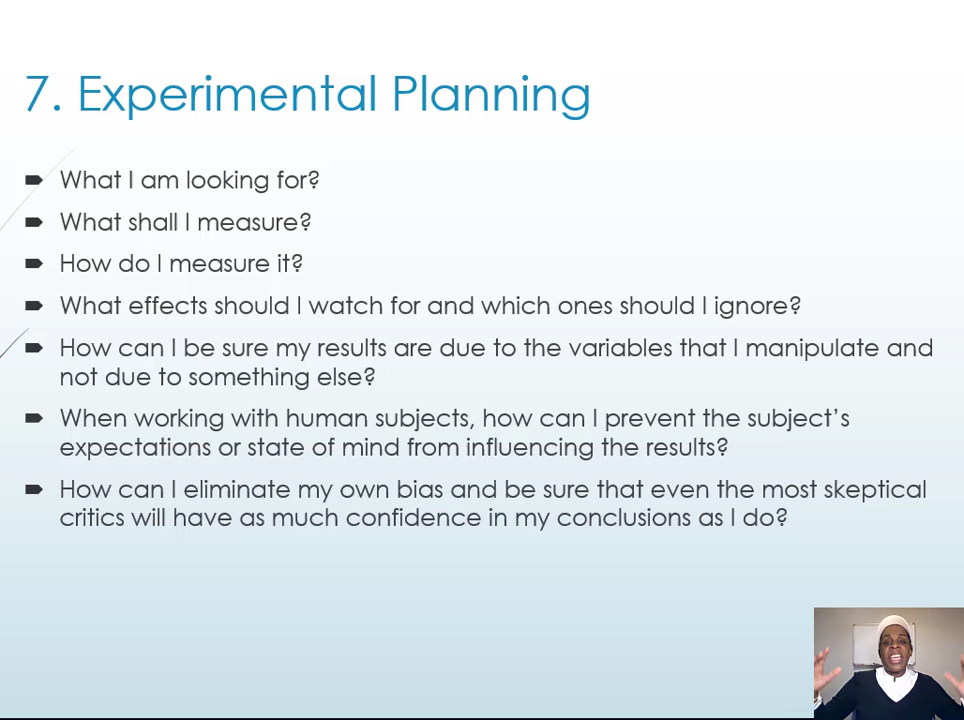 7. Experimental Planning
What I am looking for?
What shall I measure?
How do I measure it?
What effects should I watch for and which ones should I ignore?
How can I be sure my results are due to the variables that I manipulate and
not due to something else?
When working with human subjects, how can I prevent the subject's
expectations or state of mind from influencing the results?
How can I eliminate my own bias and be sure that even the most skeptical
critics will have as much confidence in my conclusions as I do?